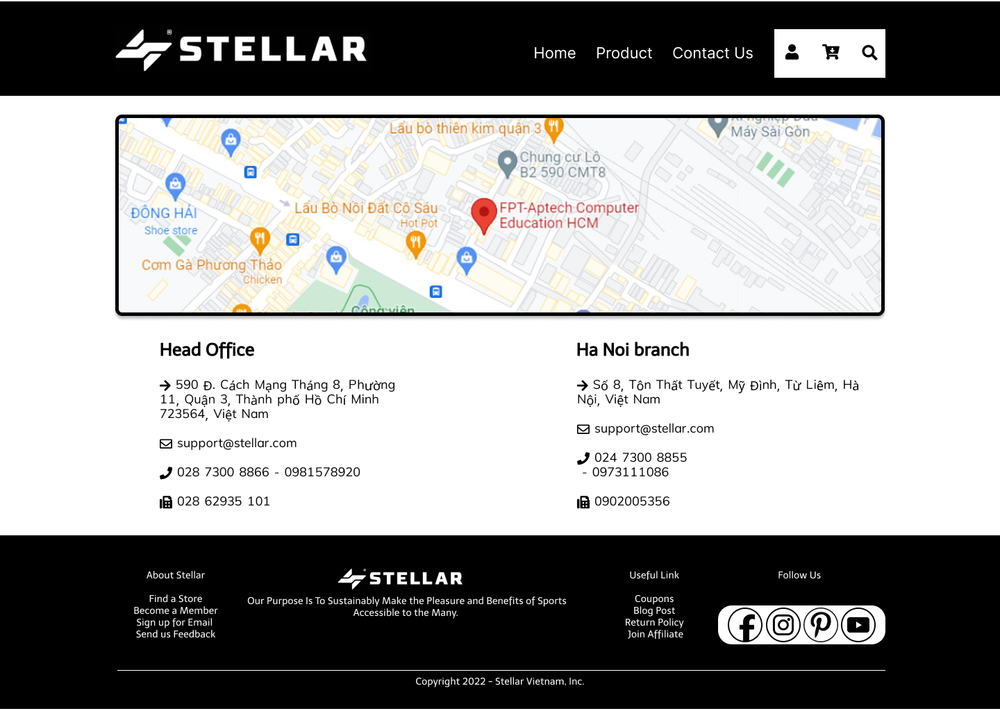 STELLAR
®
Home Product Contact Us
Lẩu bò thiên kim quận 3
Máy Sài Gòn
Chung cư Lô
B2 590 CMT8
ĐÔNG HẢI
Shoe store
Lẩu Bò Nồi Đất Cô Sáu
Hot Pot
FPT-Aptech Computer
Education HCM
Cơm Gà Phương Thảo
Chicken
Công viên
Head Office
590 Đ. Cách Mạng Tháng 8, Phường
11, Quận 3, Thành phố Hồ Chí Minh
723564, Việt Nam
support@stellar.com
028 7300 8866 - 0981578920
028 62935 101
Ha Noi branch
Số 8, Tôn Thất Tuyết, Mỹ Đình, Từ Liêm, Hà
Nội, Việt Nam
support@stellar.com
024 7300 8855
- 0973111086
0902005356
About Stellar
Find a Store
Become a Member
Sign up for Email
Send us Feedback
STELLAR
Our Purpose Is To Sustainably Make the Pleasure and Benefits of Sports
Accessible to the Many.
Useful Link
Coupons
Blog Post
Return Policy
Join Affiliate
Follow Us
Copyright 2022 - Stellar Vietnam, Inc.